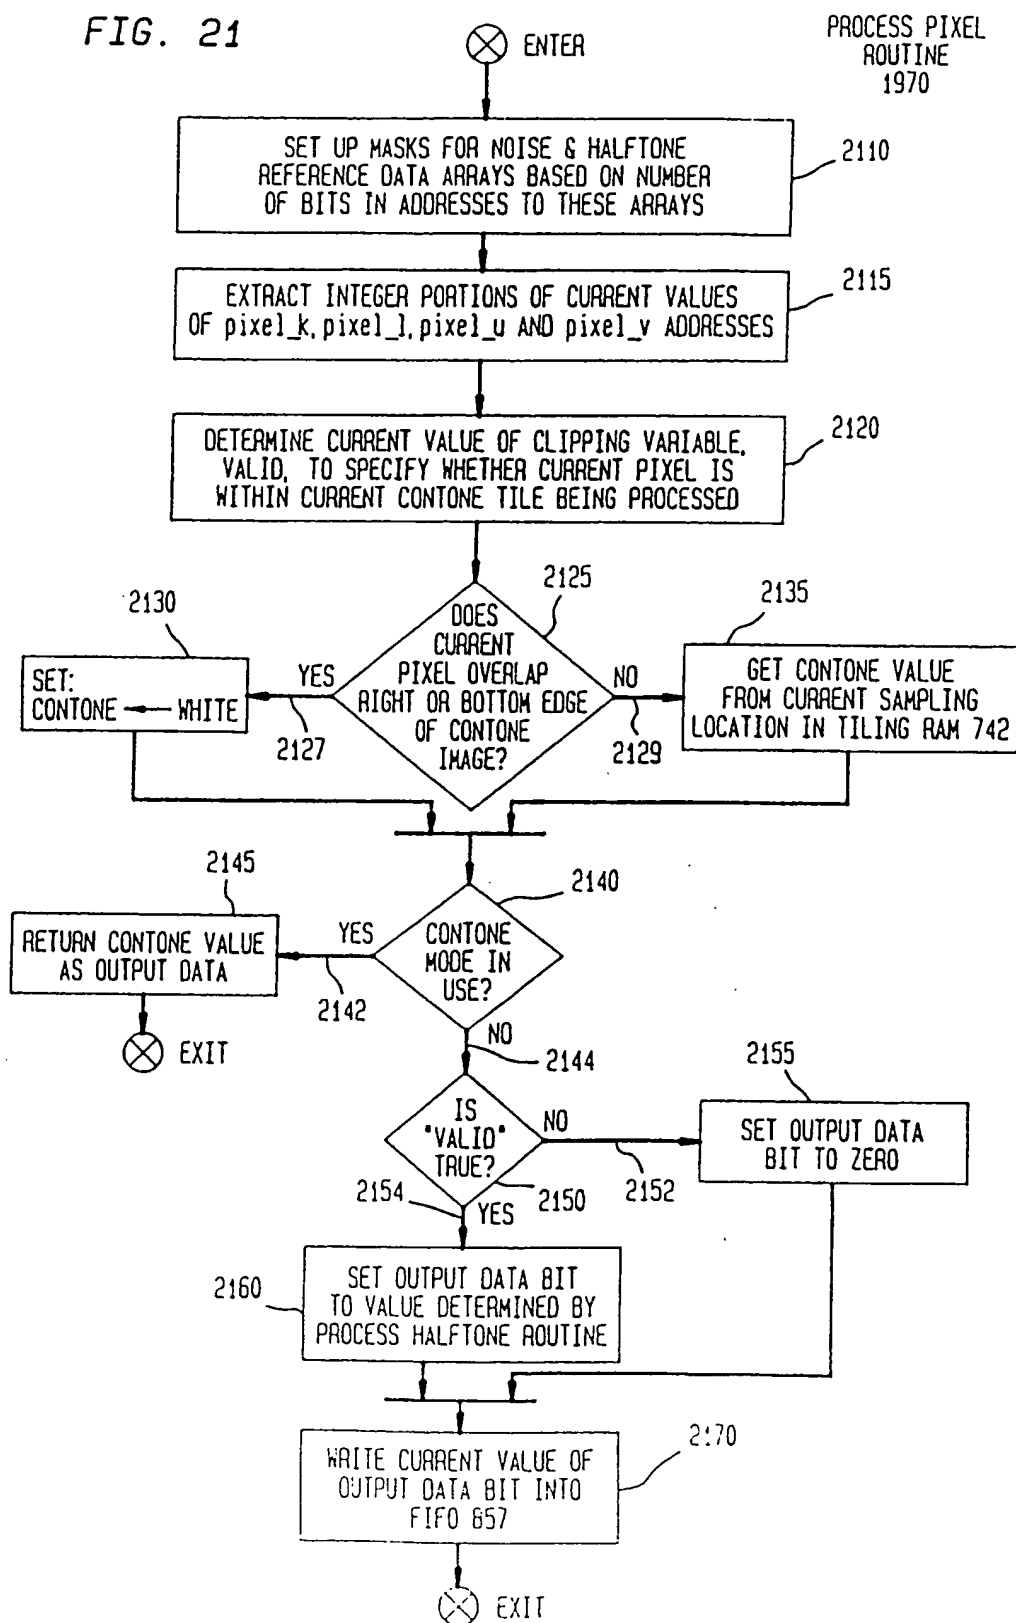 FIG. 21
ENTER
PROCESS PIXEL
ROUTINE
1970
SET UP MASKS FOR NOISE & HALFTONE
REFERENCE DATA ARRAYS BASED ON NUMBER
OF BITS IN ADDRESSES TO THESE ARRAYS
2110
EXTRACT INTEGER PORTIONS OF CURRENT VALUES
OF pixel_k, pixel_l, pixel_u AND pixel_v ADDRESSES
2115
DETERMINE CURRENT VALUE OF CLIPPING VARIABLE,
VALID, TO SPECIFY WHETHER CURRENT PIXEL IS
WITHIN CURRENT CONTONE TILE BEING PROCESSED
2120
DOES
CURRENT
PIXEL OVERLAP
RIGHT OR BOTTOM EDGE
OF CONTONE
IMAGE?
2125
2130
SET:
CONTONE ← WHITE
YES
2127
NO
2129
2135
GET CONTONE VALUE
FROM CURRENT SAMPLING
LOCATION IN TILING RAM 742
CONTONE
MODE IN
USE?
2140
YES
2142
2145
RETURN CONTONE VALUE
AS OUTPUT DATA
EXIT
NO
2144
IS
"VALID"
TRUE?
2150
NO
2152
2155
SET OUTPUT DATA
BIT TO ZERO
2154
YES
2160
SET OUTPUT DATA BIT
TO VALUE DETERMINED BY
PROCESS HALFTONE ROUTINE
WRITE CURRENT VALUE OF
OUTPUT DATA BIT INTO
FIFO 857
2170
EXIT